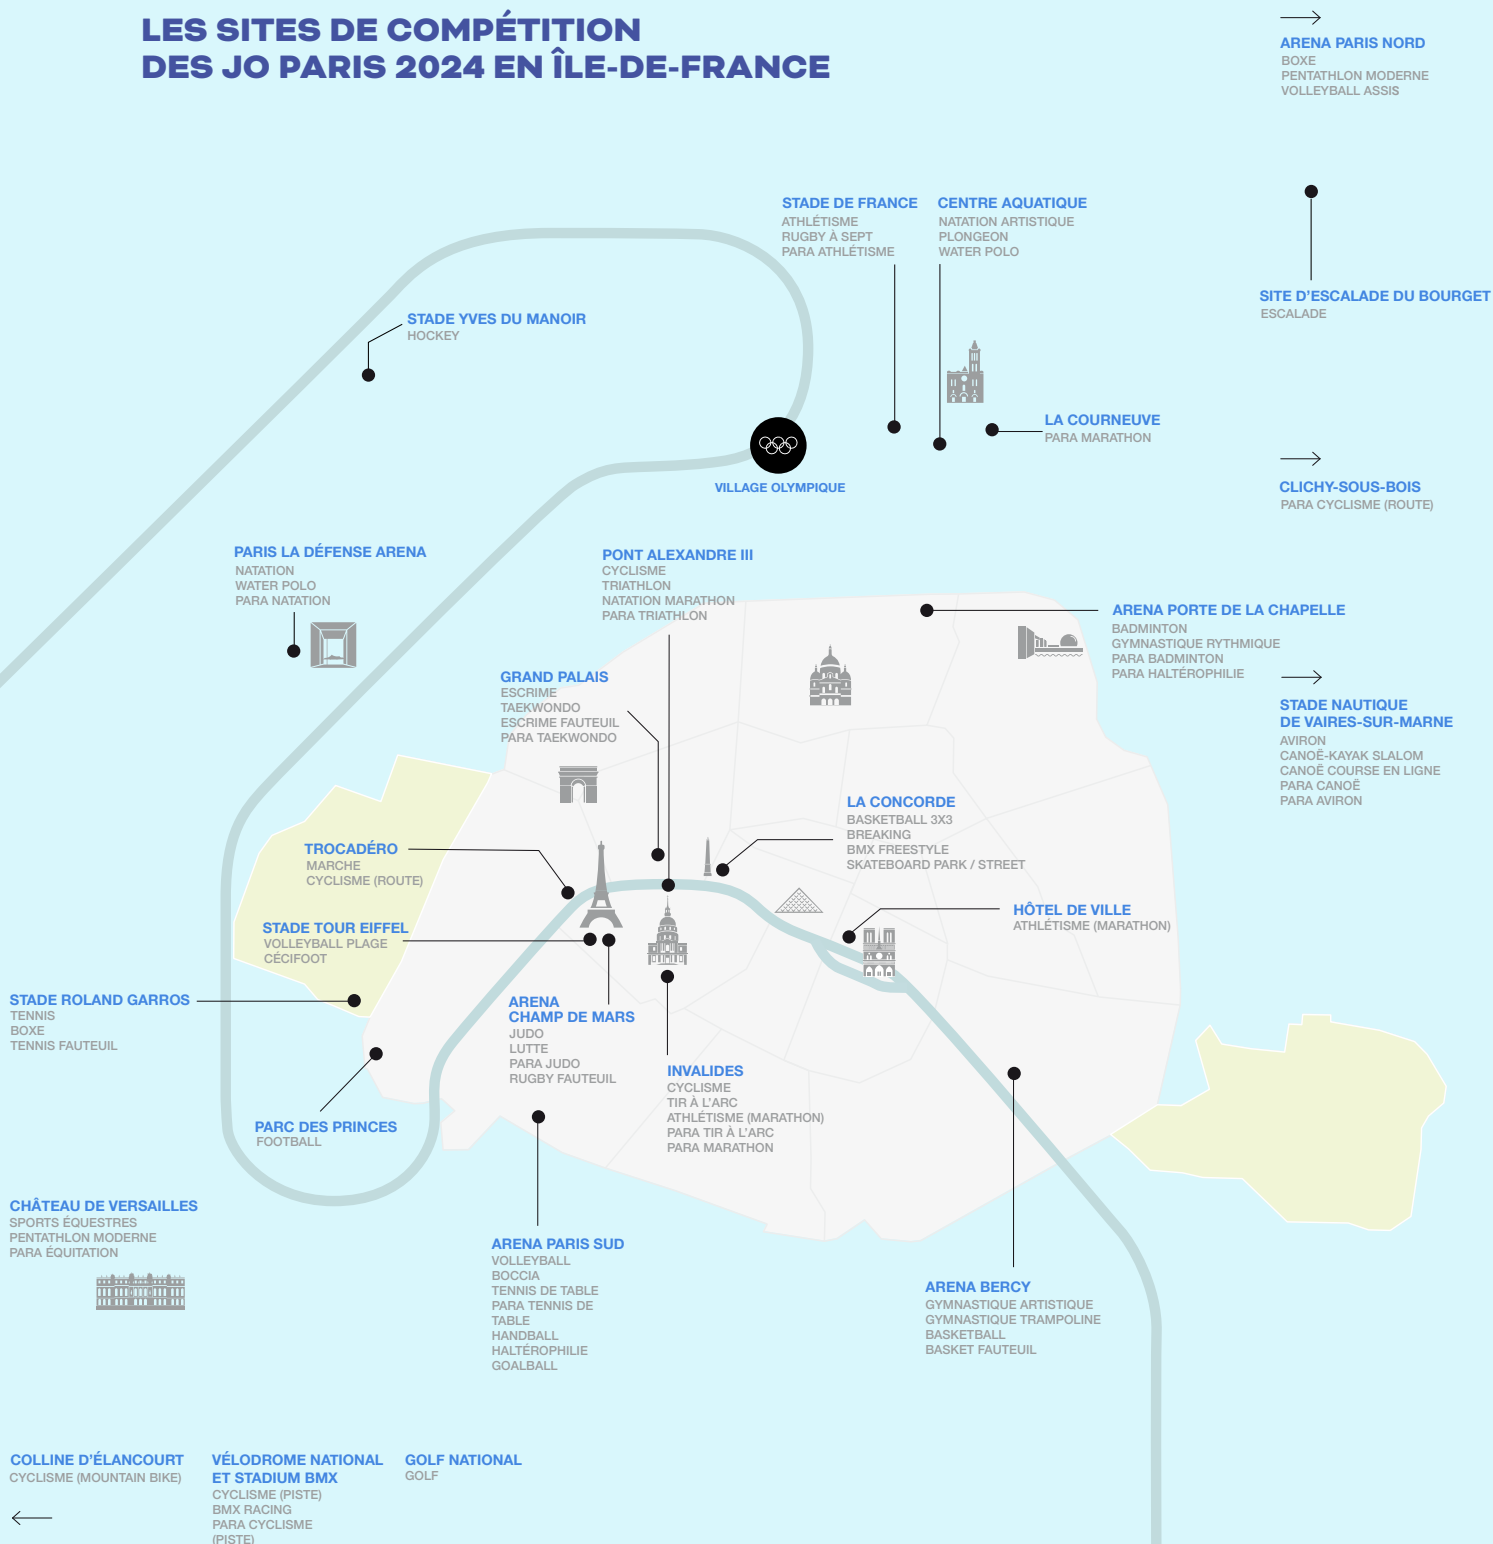 LES SITES DE COMPÉTITION
DES JO PARIS 2024 EN ÎLE-DE-FRANCE
ARENA PARIS NORD
BOXE
PENTATHLON MODERNE
VOLLEYBALL ASSIS
STADE DE FRANCE
ATHLÉTISME
RUGBY À SEPT
PARA ATHLÉTISME
CENTRE AQUATIQUE
NATATION ARTISTIQUE
PLONGEON
WATER POLO
SITE D'ESCALADE DU BOURGET
ESCALADE
STADE YVES DU MANOIR
HOCKEY
LA COURNEUVE
PARA MARATHON
VILLAGE OLYMPIQUE
CLICHY-SOUS-BOIS
PARA CYCLISME (ROUTE)
PARIS LA DÉFENSE ARENA
NATATION
WATER POLO
PARA NATATION
PONT ALEXANDRE III
CYCLISME
TRIATHLON
NATATION MARATHON
PARA TRIATHLON
ARENA PORTE DE LA CHAPELLE
BADMINTON
GYMNASTIQUE RYTHMIQUE
PARA BADMINTON
PARA HALTÉROPHILIE
GRAND PALAIS
ESCRIME
TAEKWONDO
ESCRIME FAUTEUIL
PARA TAEKWONDO
STADE NAUTIQUE
DE VAIRES-SUR-MARNE
AVIRON
CANOË-KAYAK SLALOM
CANOË COURSE EN LIGNE
PARA CANOË
PARA AVIRON
LA CONCORDE
BASKETBALL 3X3
BREAKING
BMX FREESTYLE
SKATEBOARD PARK / STREET
TROCADÉRO
MARCHE
CYCLISME (ROUTE)
STADE TOUR EIFFEL
VOLLEYBALL PLAGE
CÉCIFOOT
HÔTEL DE VILLE
ATHLÉTISME (MARATHON)
STADE ROLAND GARROS
TENNIS
BOXE
TENNIS FAUTEUIL
ARENA
CHAMP DE MARS
JUDO
LUTTE
PARA JUDO
RUGBY FAUTEUIL
INVALIDES
CYCLISME
TIR À L'ARC
ATHLÉTISME (MARATHON)
PARA TIR À L'ARC
PARA MARATHON
PARC DES PRINCES
FOOTBALL
CHÂTEAU DE VERSAILLES
SPORTS ÉQUESTRES
PENTATHLON MODERNE
PARA ÉQUITATION
ARENA PARIS SUD
VOLLEYBALL
BOCCIA
TENNIS DE TABLE
PARA TENNIS DE
TABLE
HANDBALL
HALTÉROPHILIE
GOALBALL
ARENA BERCY
GYMNASTIQUE ARTISTIQUE
GYMNASTIQUE TRAMPOLINE
BASKETBALL
BASKET FAUTEUIL
COLLINE D'ÉLANCOURT
CYCLISME (MOUNTAIN BIKE)
VÉLODROME NATIONAL
ET STADIUM BMX
CYCLISME (PISTE)
BMX RACING
PARA CYCLISME
(PISTE)
GOLF NATIONAL
GOLF